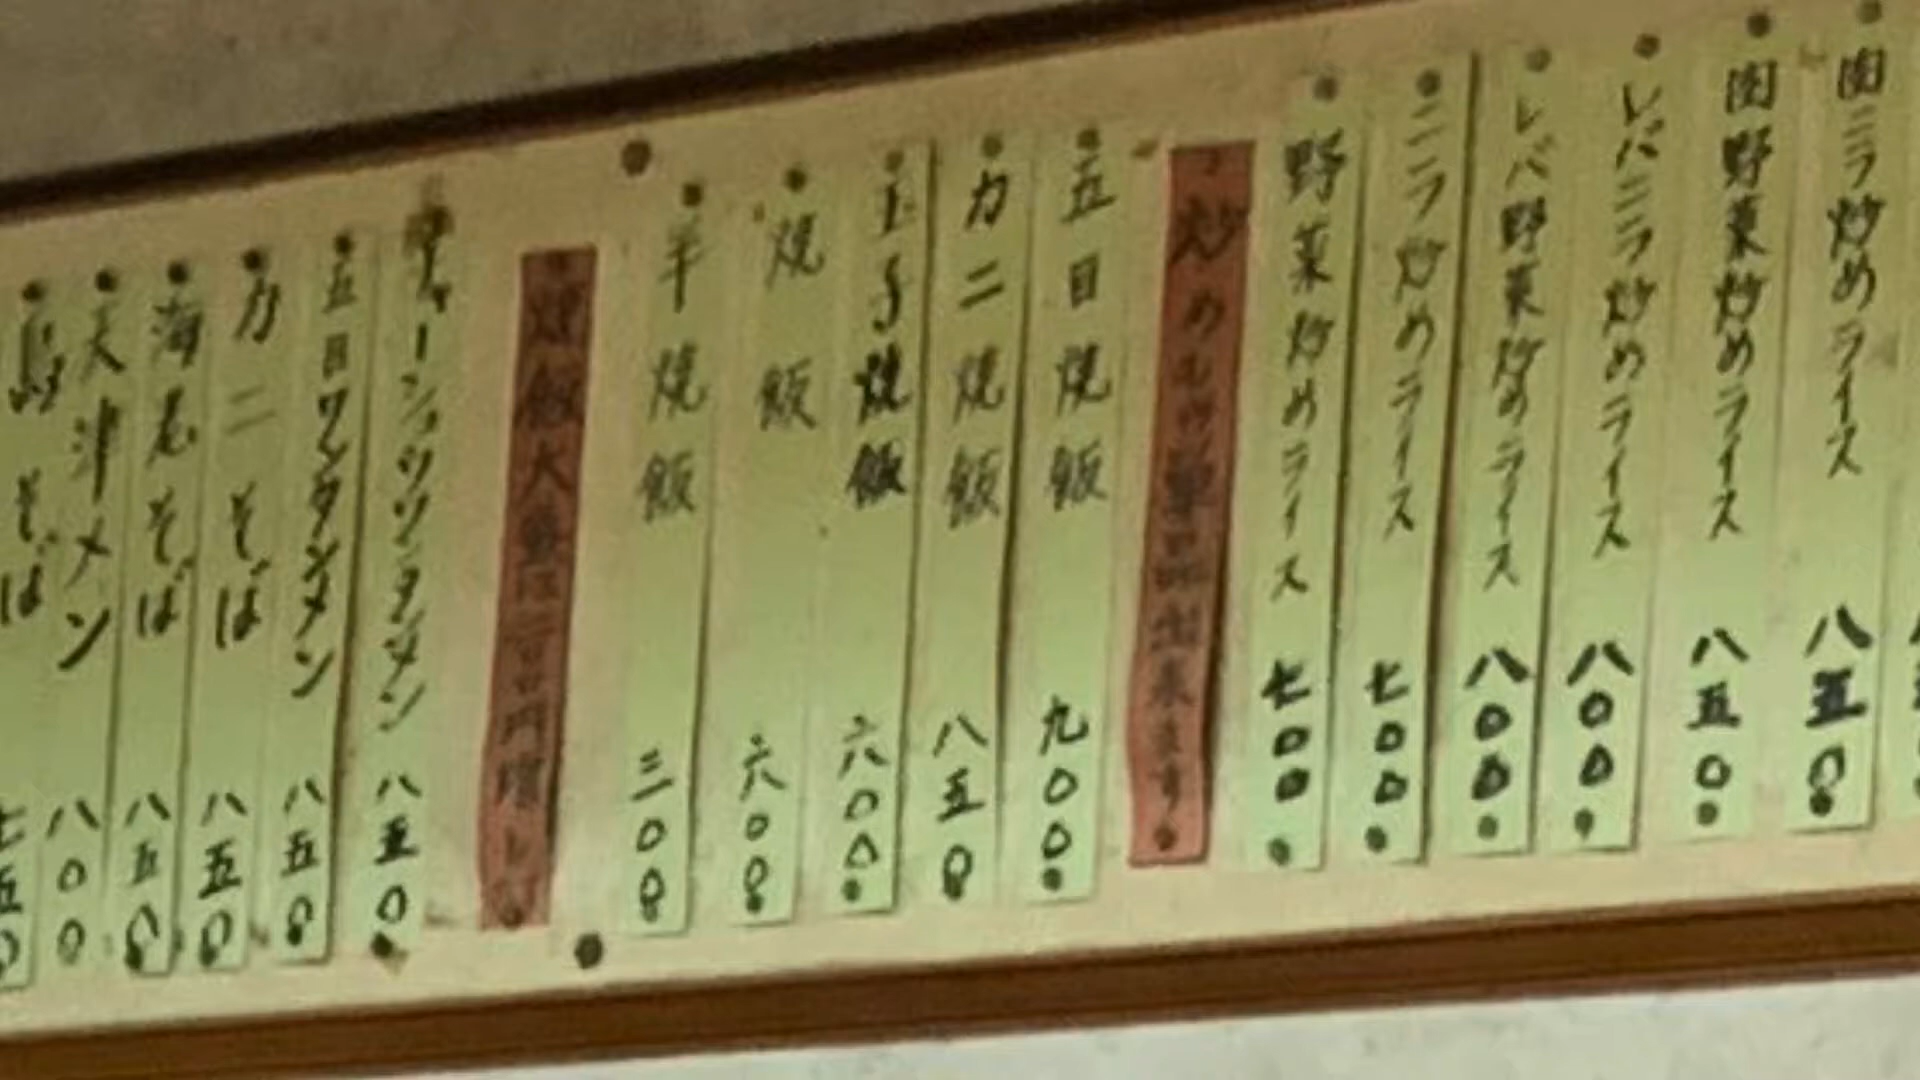 肉ニラ炒めライス 八五〇
肉野菜炒めライス 八五〇
レバニラ炒めライス 八〇〇
レバ野菜炒めライス 八〇〇
ニラ炒めライス 七〇〇
野菜炒めライス 七〇〇
五目焼飯 九〇〇
カニ焼飯 八五〇
玉子焼飯 六〇〇
焼飯 六〇〇
半焼飯 三〇〇
五目ワンタンメン 八五〇
カニそば 八五〇
海老そば 八五〇
天津メン 八〇〇
そば 七五〇